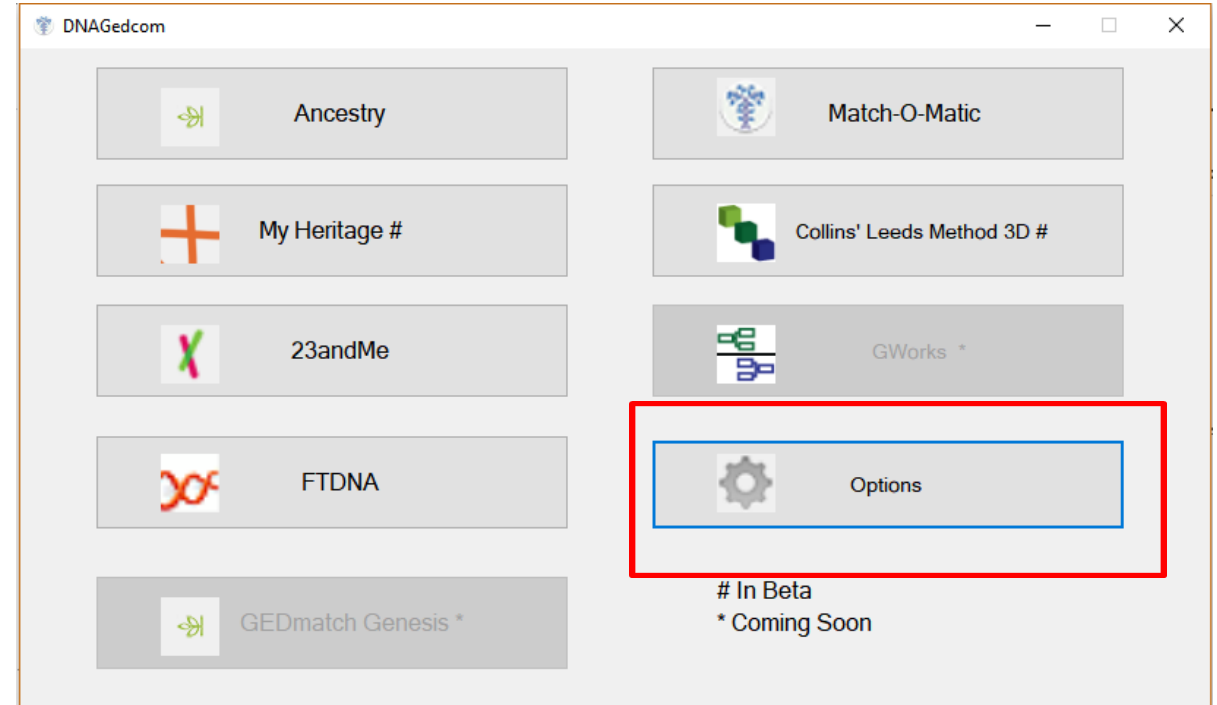 DNAGedcom
Ancestry
Match-O-Matic
My Heritage #
Collins' Leeds Method 3D #
23andMe
GWorks *
FTDNA
Options
GEDmatch Genesis *
# In Beta
* Coming Soon